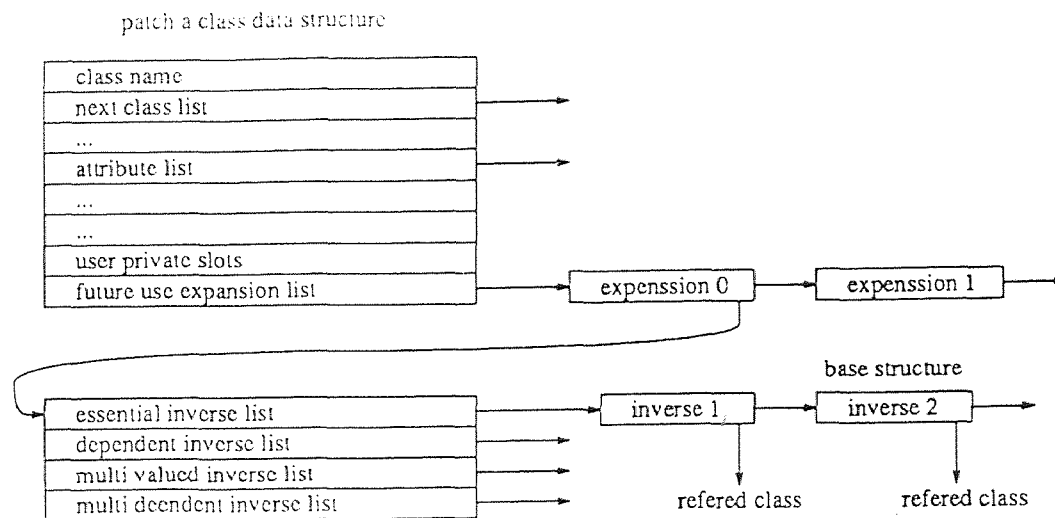 patch a class data structure
class name
next class list
...
attribute list
...
...
user private slots
future use expansion list
expenssion 0
expenssion 1
base structure
essential inverse list
inverse 1
inverse 2
dependent inverse list
multi valued inverse list
multi deendent inverse list
refered class
refered class